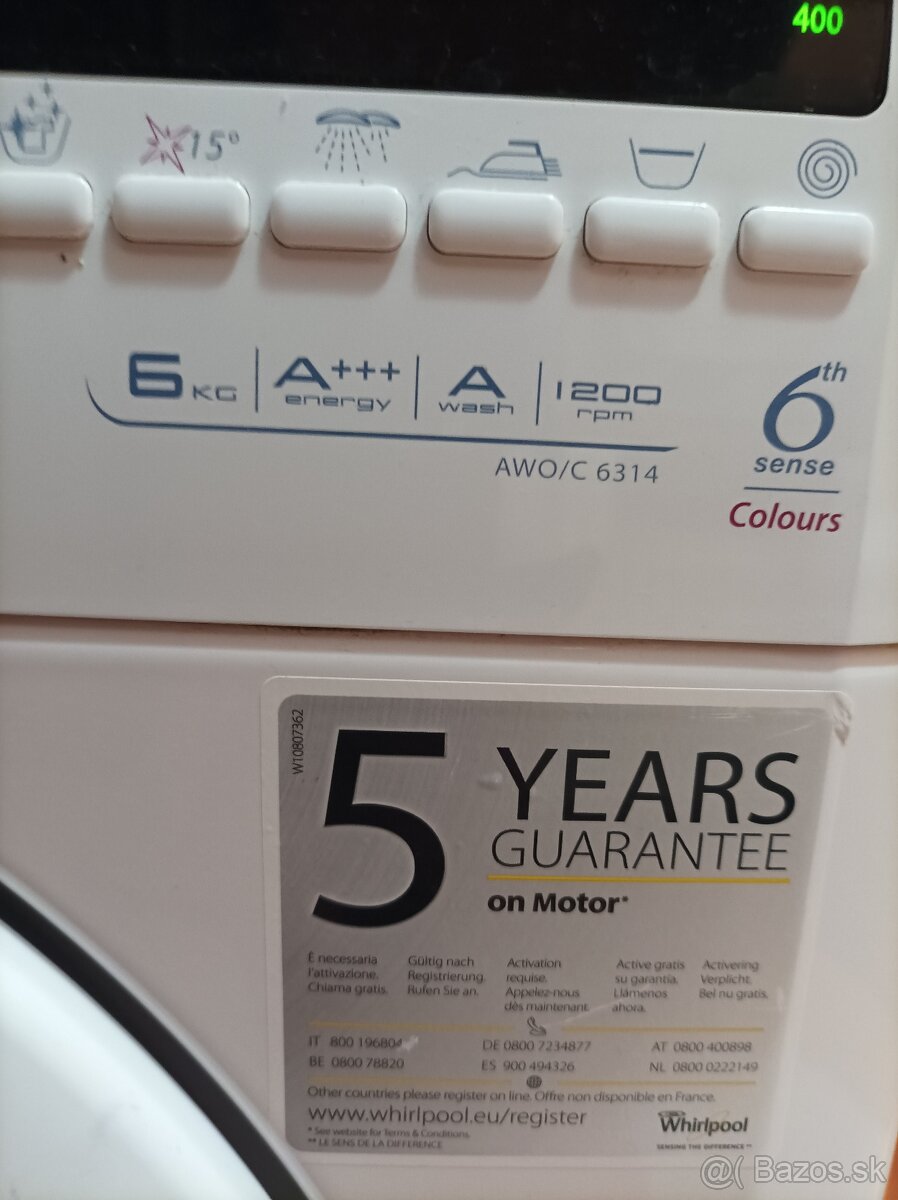 400
15°
6 KG
A+++ energy
A wash
1200 rpm
AWO/C 6314
6th sense
Colours
W10807362
5 YEARS
GUARANTEE
on Motor*
È necessaria
l'attivazione.
Chiama gratis.
Gültig nach
Registrierung.
Rufen Sie an.
Activation
requise.
Appelez-nous
dès maintenant.
Active gratis
su garantía.
Llámenos
ahora.
Activering
Verplicht.
Bel nu gratis.
IT 800 196804
DE 0800 7234877
AT 0800 400898
BE 0800 78820
ES 900 494326
NL 0800 0222149
Other countries please register on line. Offre non disponible en France.
www.whirlpool.eu/register
* See website for Terms & Conditions.
** LE SENS DE LA DIFFERENCE
Whirlpool
SENSING THE DIFFERENCE**
@( Bazos.sk